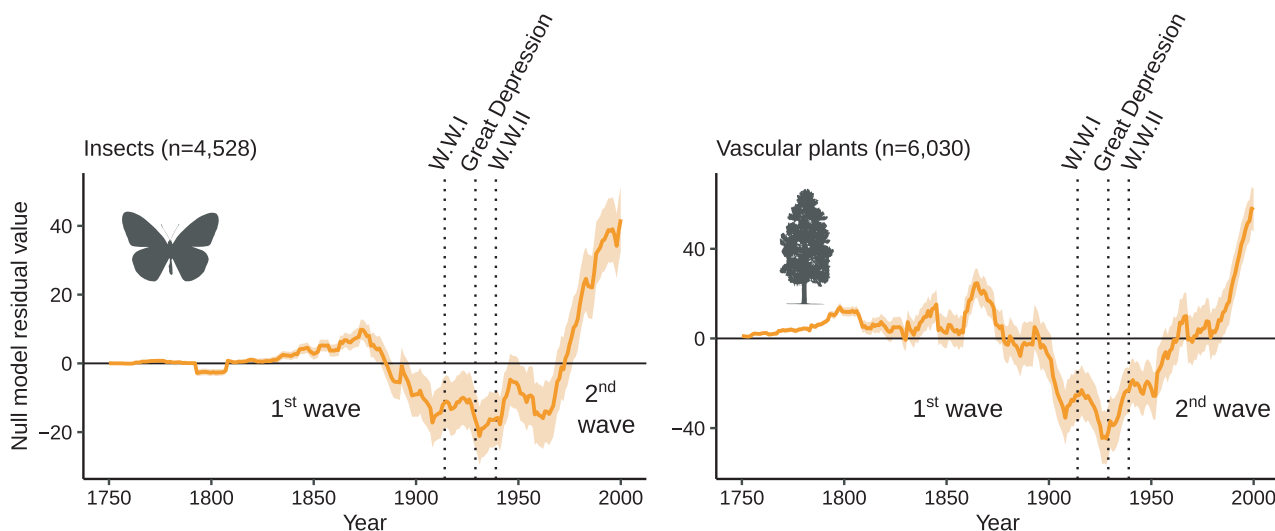 Insects (n=4,528)
W.W.I
Great Depression
W.W.II
Null model residual value
40
20
0
−20
1st wave
2nd
wave
1750
1800
1850
1900
1950
2000
Year
Vascular plants (n=6,030)
W.W.I
Great Depression
W.W.II
40
0
−40
1st wave
2nd wave
1750
1800
1850
1900
1950
2000
Year